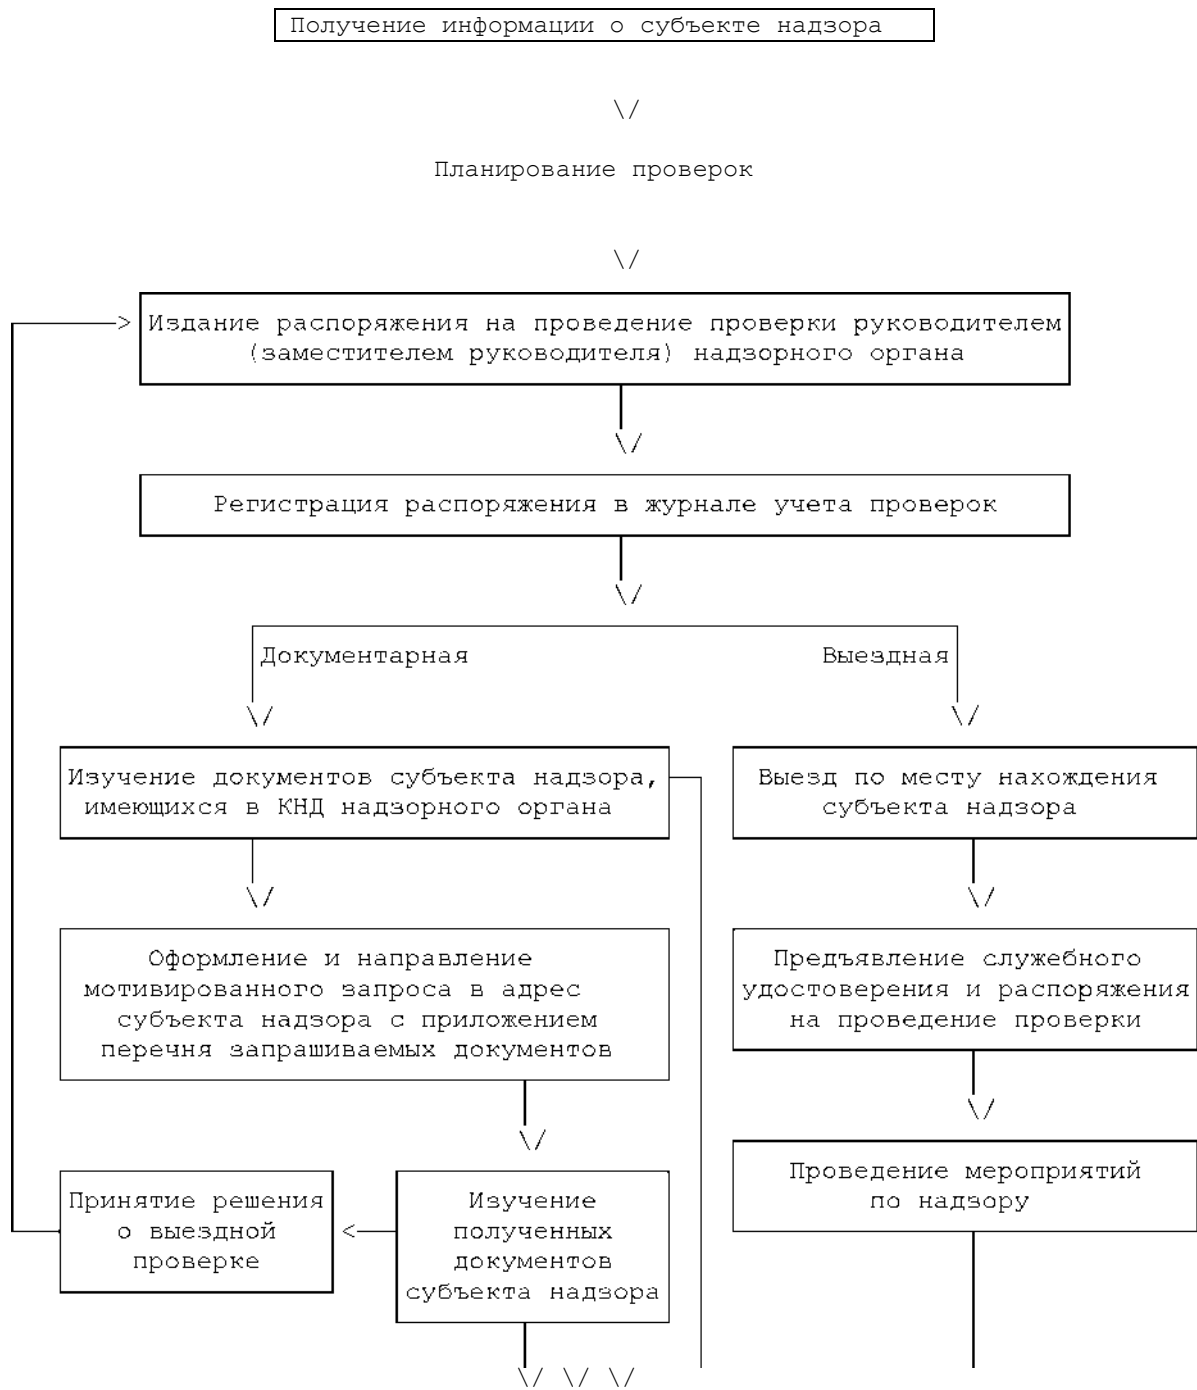 Получение информации о субъекте надзора
\/
Планирование проверок
\/
> Издание распоряжения на проведение проверки руководителем
(заместителем руководителя) надзорного органа
\/
Регистрация распоряжения в журнале учета проверок
\/
Документарная
Выездная
\/ \/
Изучение документов субъекта надзора,
имеющихся в КНД надзорного органа
Выезд по месту нахождения
субъекта надзора
\/ \/
Оформление и направление
мотивированного запроса в адрес
субъекта надзора с приложением
перечня запрашиваемых документов
Предъявление служебного
удостоверения и распоряжения
на проведение проверки
\/
\/
Принятие решения
о выездной
проверке
<
Изучение
полученных
документов
субъекта надзора
Проведение мероприятий
по надзору
\/ \/ \/